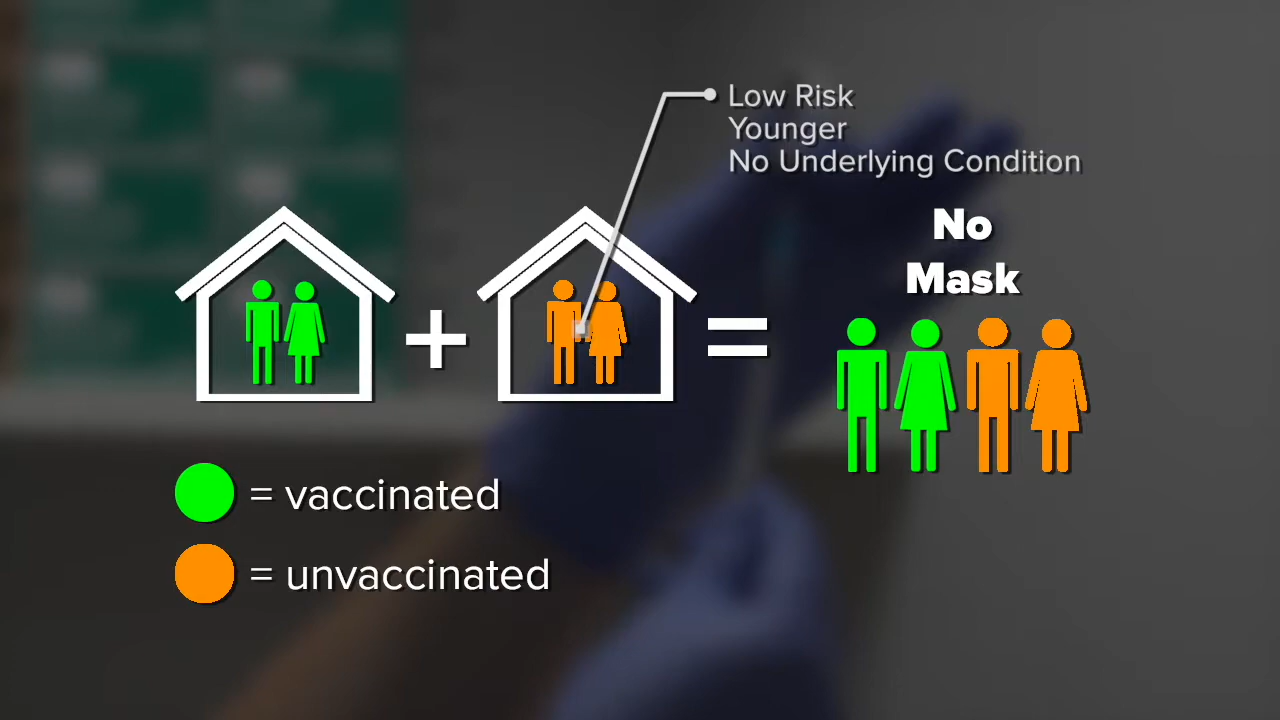 Low Risk
Younger
No Underlying Condition
No
Mask
+
=
= vaccinated
= unvaccinated